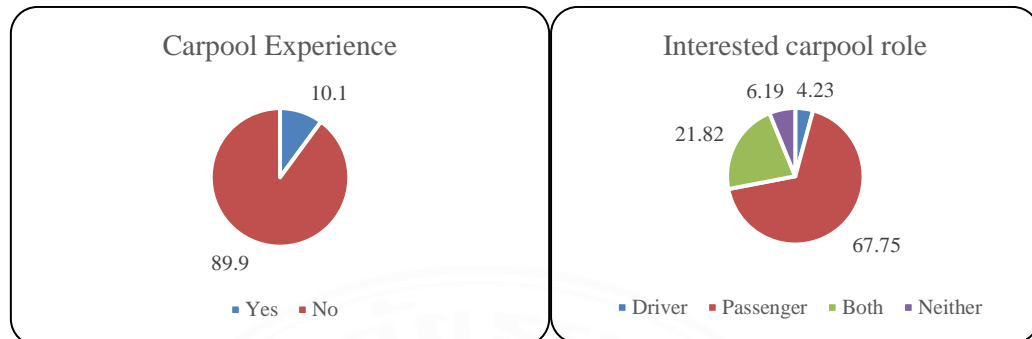 Carpool Experience
10.1
89.9
Yes No
Interested carpool role
6.19 4.23
21.82
67.75
Driver Passenger Both Neither